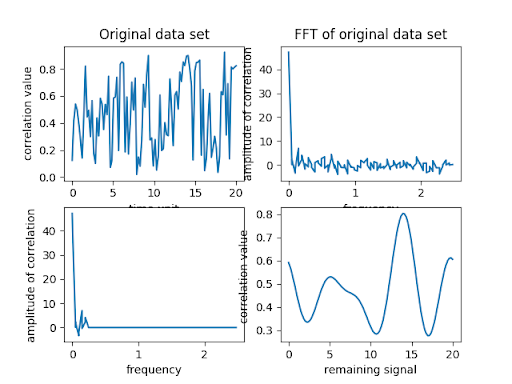 Original data set
FFT of original data set
correlation value
0.8
0.6
0.4
0.2
0.0
0 5 10 15 20
time unit
amplitude of correlation
40
30
20
10
0
0 1 2
frequency
amplitude of correlation
40
30
20
10
0
0 1 2
frequency
correlation value
0.8
0.7
0.6
0.5
0.4
0.3
0 5 10 15 20
remaining signal